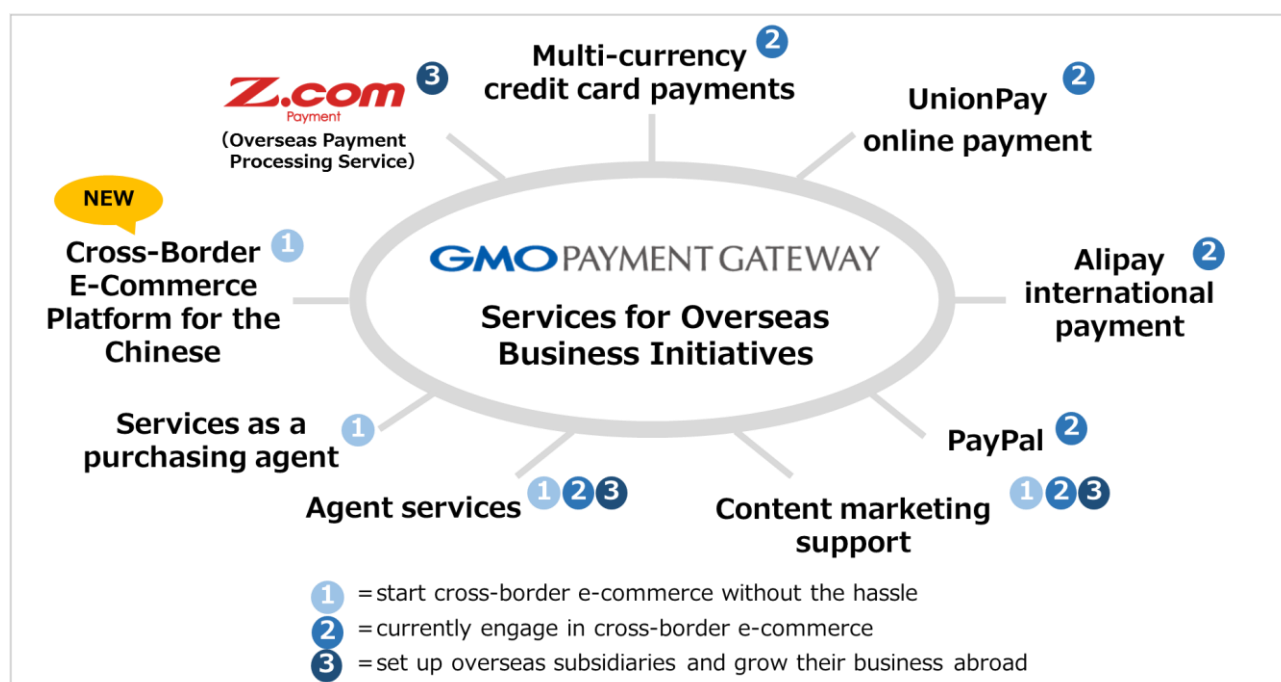 Z.com
Payment
(Overseas Payment
Processing Service)
3
Multi-currency
credit card payments
2
UnionPay
online payment
2
NEW
Cross-Border
E-Commerce
Platform for the
Chinese
1
GMO PAYMENT GATEWAY
Services for Overseas
Business Initiatives
Alipay
international
payment
2
Services as a
purchasing agent
1
PayPal
2
Agent services
1 2 3
Content marketing
support
1 2 3
1 =start cross-border e-commerce without the hassle
2 =currently engage in cross-border e-commerce
3 =set up overseas subsidiaries and grow their business abroad